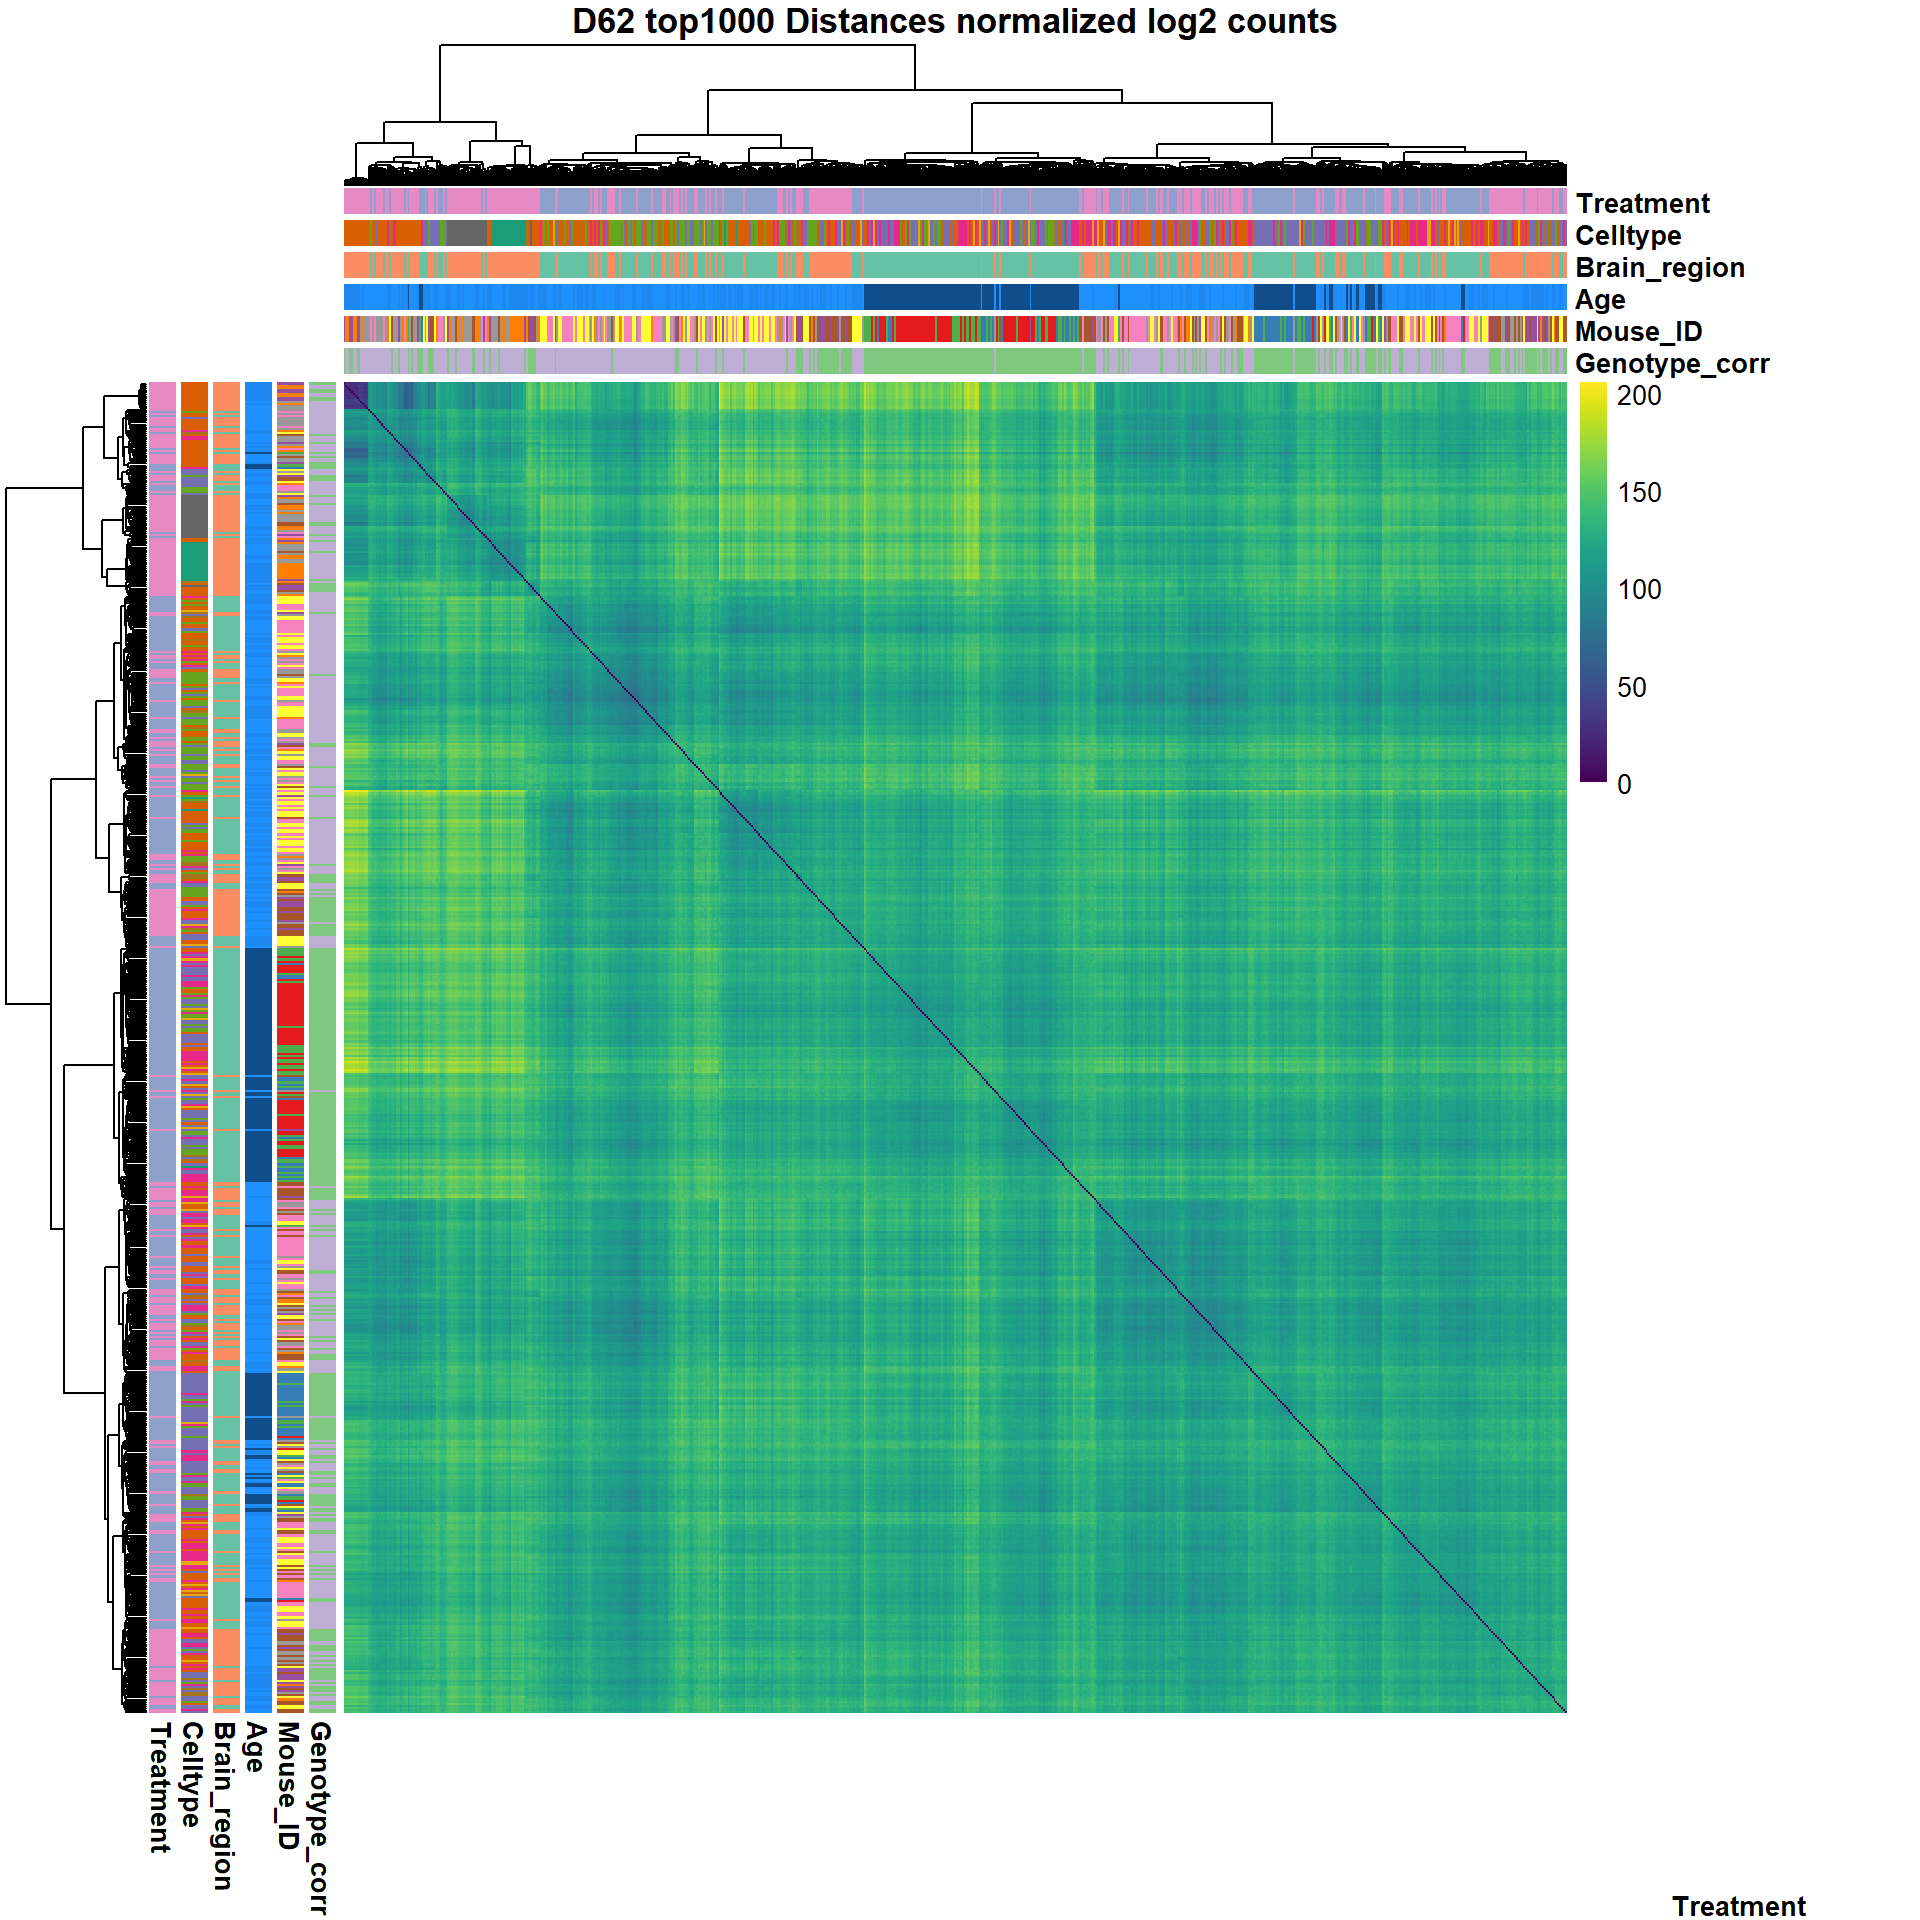 D62 top1000 Distances normalized log2 counts
Treatment
Celltype
Brain_region
Age
Mouse_ID
Genotype_corr
200
150
100
50
0
Treatment
Celltype
Brain_region
Age
Mouse_ID
Genotype_corr
Treatment